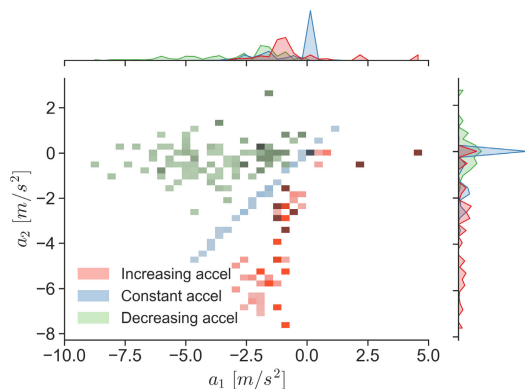 2
0
−2
−4
−6
−8
a₂ [m/s²]
Increasing accel
Constant accel
Decreasing accel
−10.0 −7.5 −5.0 −2.5 0.0 2.5 5.0
a₁ [m/s²]